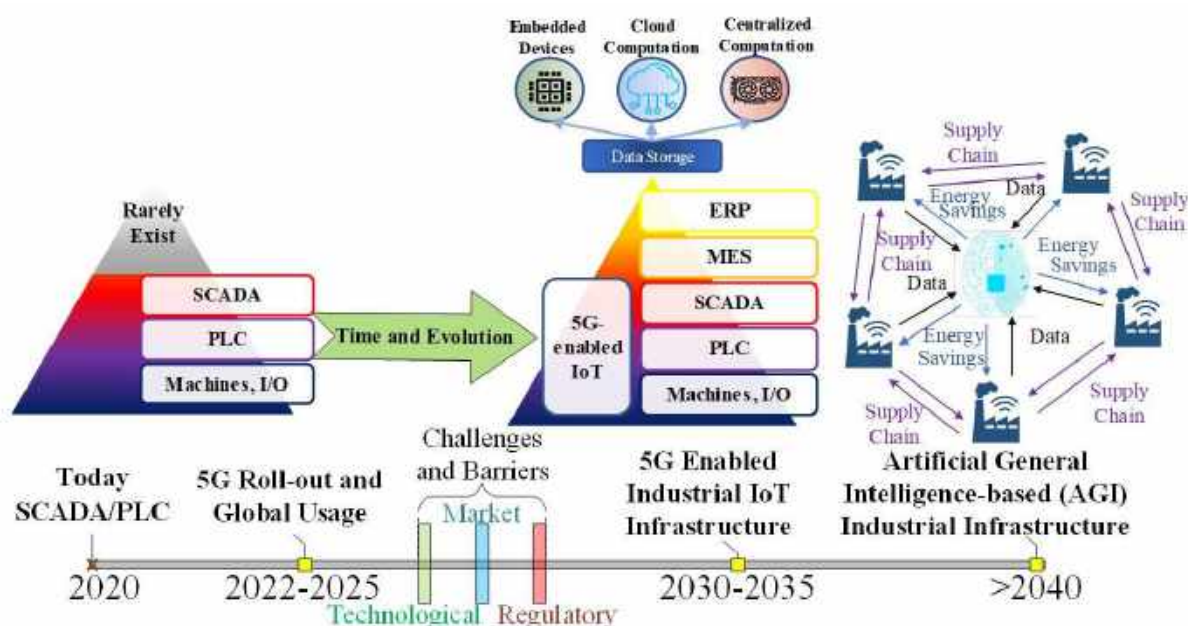 Embedded
Devices
Cloud
Computation
Centralized
Computation
Data Storage
Rarely
Exist
SCADA
PLC
Machines, I/O
Time and Evolution
5G-
enabled
IoT
ERP
MES
SCADA
PLC
Machines, I/O
Supply
Chain
Data
Energy
Savings
Supply
Chain
Data
Energy
Savings
Supply
Chain
Energy
Savings
Data
Supply
Chain
Supply
Chain
Today
SCADA/PLC
5G Roll-out and
Global Usage
Challenges
and Barriers
Market
5G Enabled
Industrial IoT
Infrastructure
Artificial General
Intelligence-based (AGI)
Industrial Infrastructure
2020
2022-2025
Technological
Regulatory
2030-2035
>2040